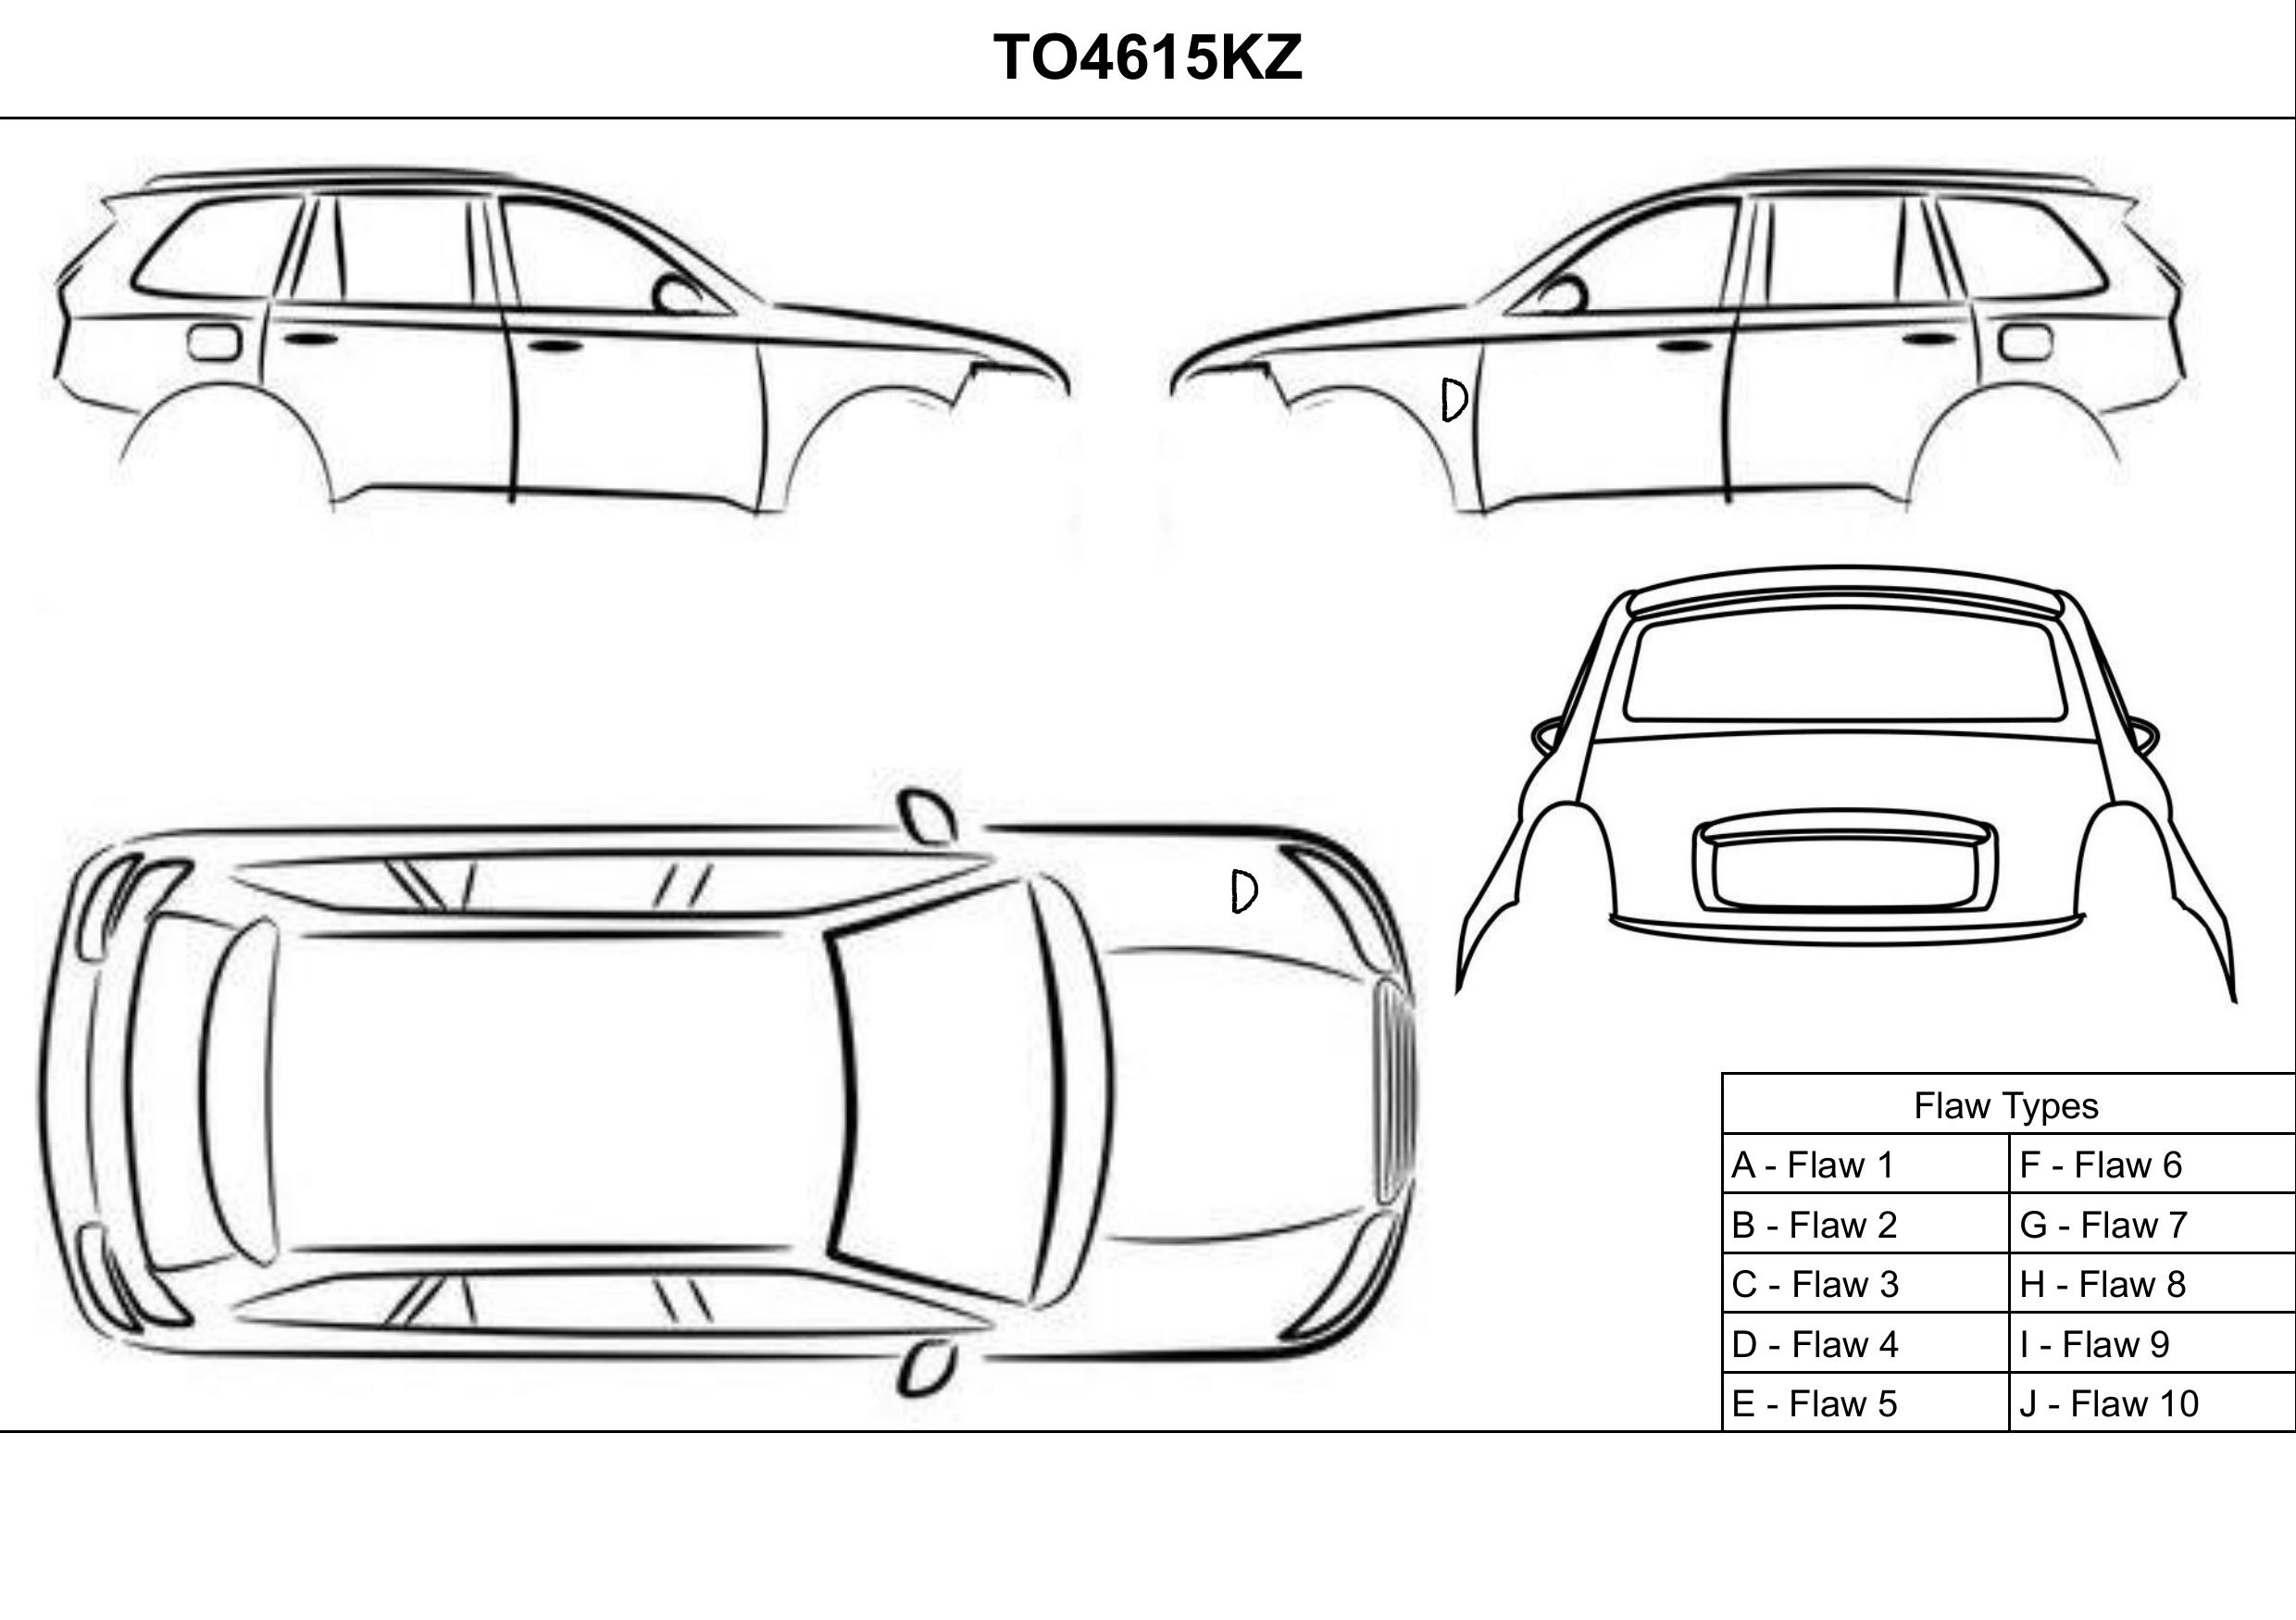 TO4615KZ
D
D
Flaw Types
A - Flaw 1 F - Flaw 6
B - Flaw 2 G - Flaw 7
C - Flaw 3 H - Flaw 8
D - Flaw 4 I - Flaw 9
E - Flaw 5 J - Flaw 10